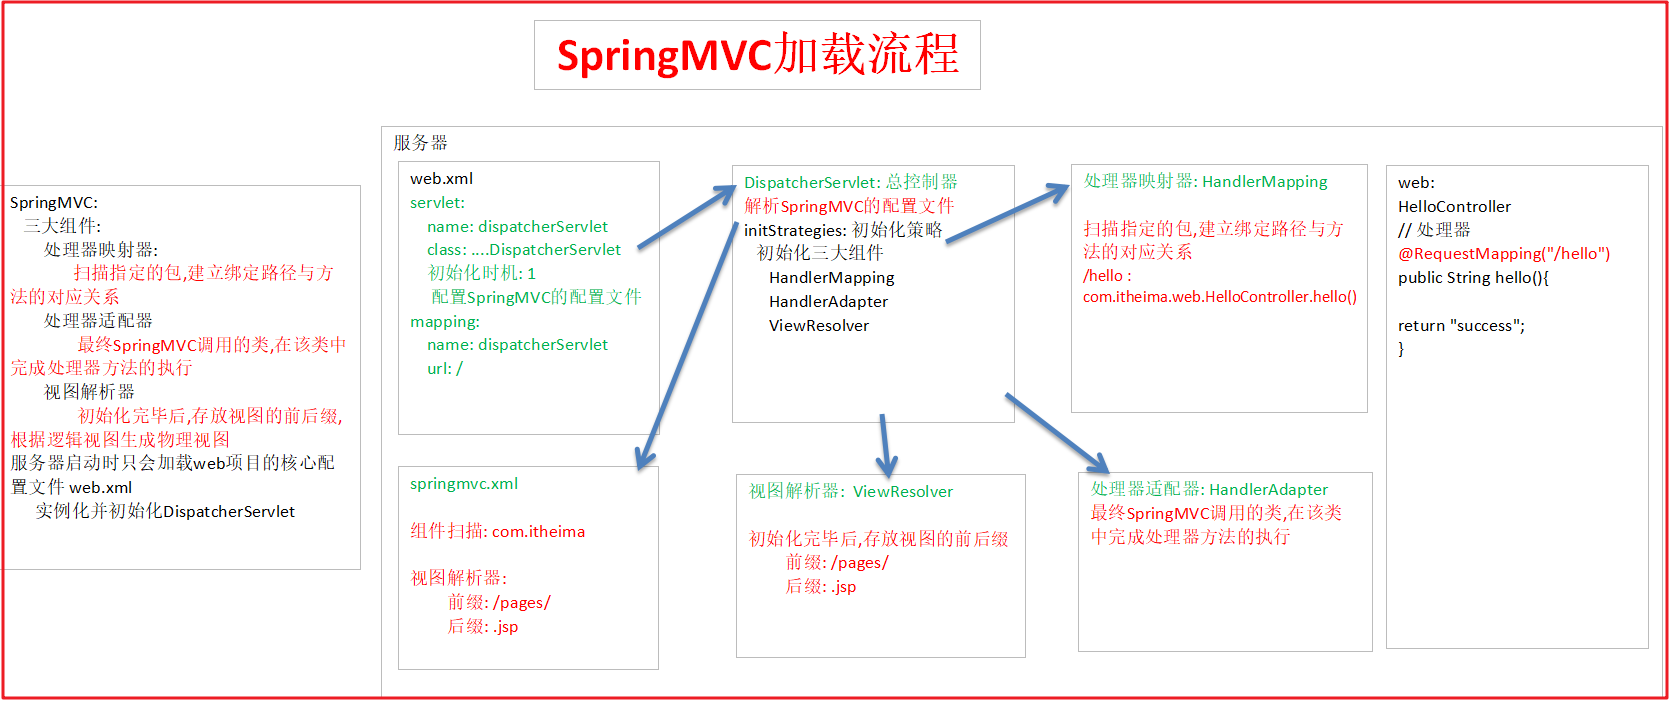 SpringMVC加载流程
SpringMVC:
三大组件:
处理器映射器:
扫描指定的包,建立绑定路径与方
法的对应关系
处理器适配器
最终SpringMVC调用的类,在该类中
完成处理器方法的执行
视图解析器
初始化完毕后,存放视图的前后缀,
根据逻辑视图生成物理视图
服务器启动时只会加载web项目的核心配
置文件 web.xml
实例化并初始化DispatcherServlet
服务器
web.xml
servlet:
name: dispatcherServlet
class: ....DispatcherServlet
初始化时机: 1
配置SpringMVC的配置文件
mapping:
name: dispatcherServlet
url: /
DispatcherServlet: 总控制器
解析SpringMVC的配置文件
initStrategies: 初始化策略
初始化三大组件
HandlerMapping
HandlerAdapter
ViewResolver
处理器映射器: HandlerMapping
扫描指定的包,建立绑定路径与方
法的对应关系
/hello :
com.itheima.web.HelloController.hello()
web:
HelloController
// 处理器
@RequestMapping("/hello")
public String hello(){
return "success";
}
springmvc.xml
组件扫描: com.itheima
视图解析器:
前缀: /pages/
后缀: .jsp
视图解析器: ViewResolver
初始化完毕后,存放视图的前后缀
前缀: /pages/
后缀: .jsp
处理器适配器: HandlerAdapter
最终SpringMVC调用的类,在该类
中完成处理器方法的执行